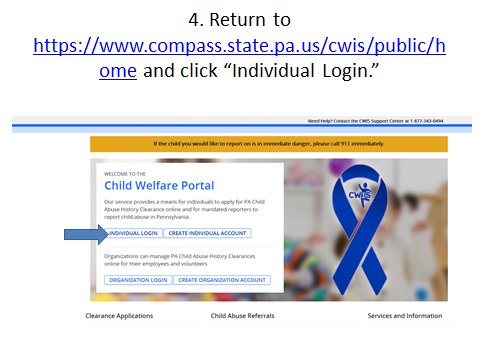 4. Return to
https://www.compass.state.pa.us/cwis/public/h
ome and click “Individual Login.”
Need Help? Contact the CWIS Support Center at 1-877-343-0494
If the child you would like to report on is in immediate danger, please call 911 immediately.
WELCOME TO THE
Child Welfare Portal
Our service provides a means for individuals to apply for PA Child
Abuse History Clearance online and for mandated reporters to
report child abuse in Pennsylvania.
INDIVIDUAL LOGIN CREATE INDIVIDUAL ACCOUNT
Organizations can manage PA Child Abuse History Clearances
online for their employees and volunteers
ORGANIZATION LOGIN CREATE ORGANIZATION ACCOUNT
CWIS
Clearance Applications Child Abuse Referrals Services and Information